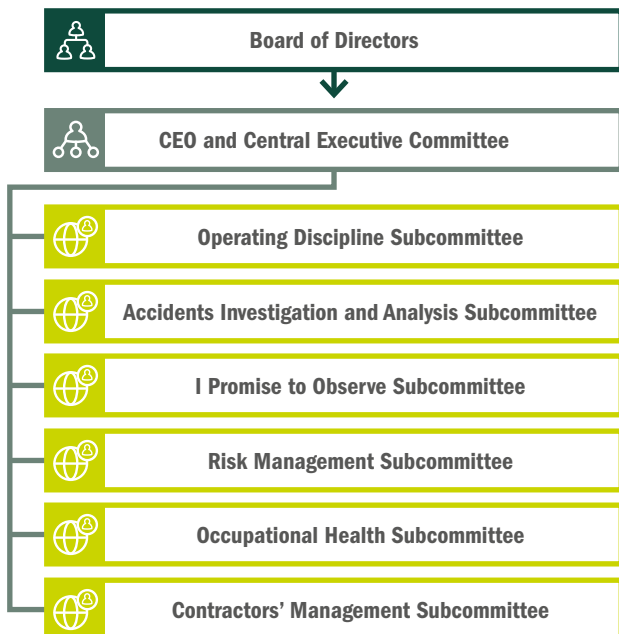 Board of Directors
CEO and Central Executive Committee
Operating Discipline Subcommittee
Accidents Investigation and Analysis Subcommittee
I Promise to Observe Subcommittee
Risk Management Subcommittee
Occupational Health Subcommittee
Contractors’ Management Subcommittee